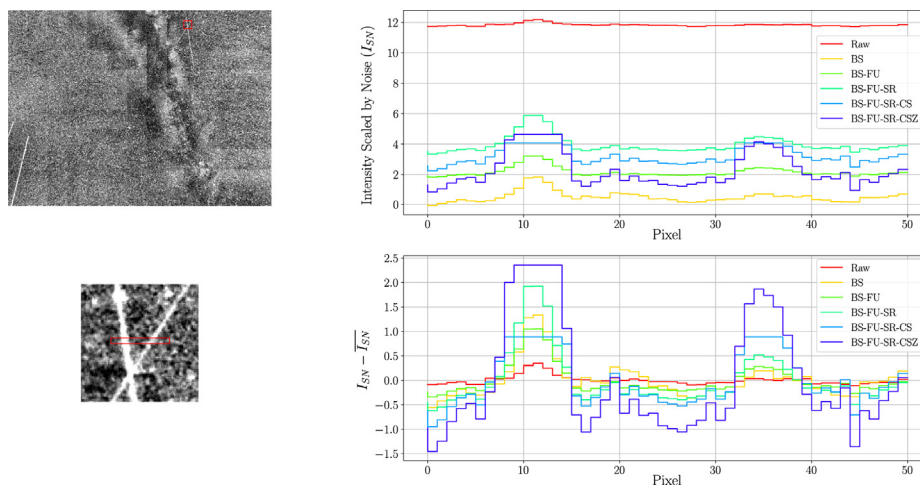 12
10
8
6
4
2
0
Intensity Scaled by Noise (I_SN)
Raw
BS
BS-FU
BS-FU-SR
BS-FU-SR-CS
BS-FU-SR-CSZ
0 10 20 30 40 50
Pixel
2.5
2.0
1.5
1.0
0.5
0.0
−0.5
−1.0
−1.5
I_SN − I_SN
Raw
BS
BS-FU
BS-FU-SR
BS-FU-SR-CS
BS-FU-SR-CSZ
0 10 20 30 40 50
Pixel